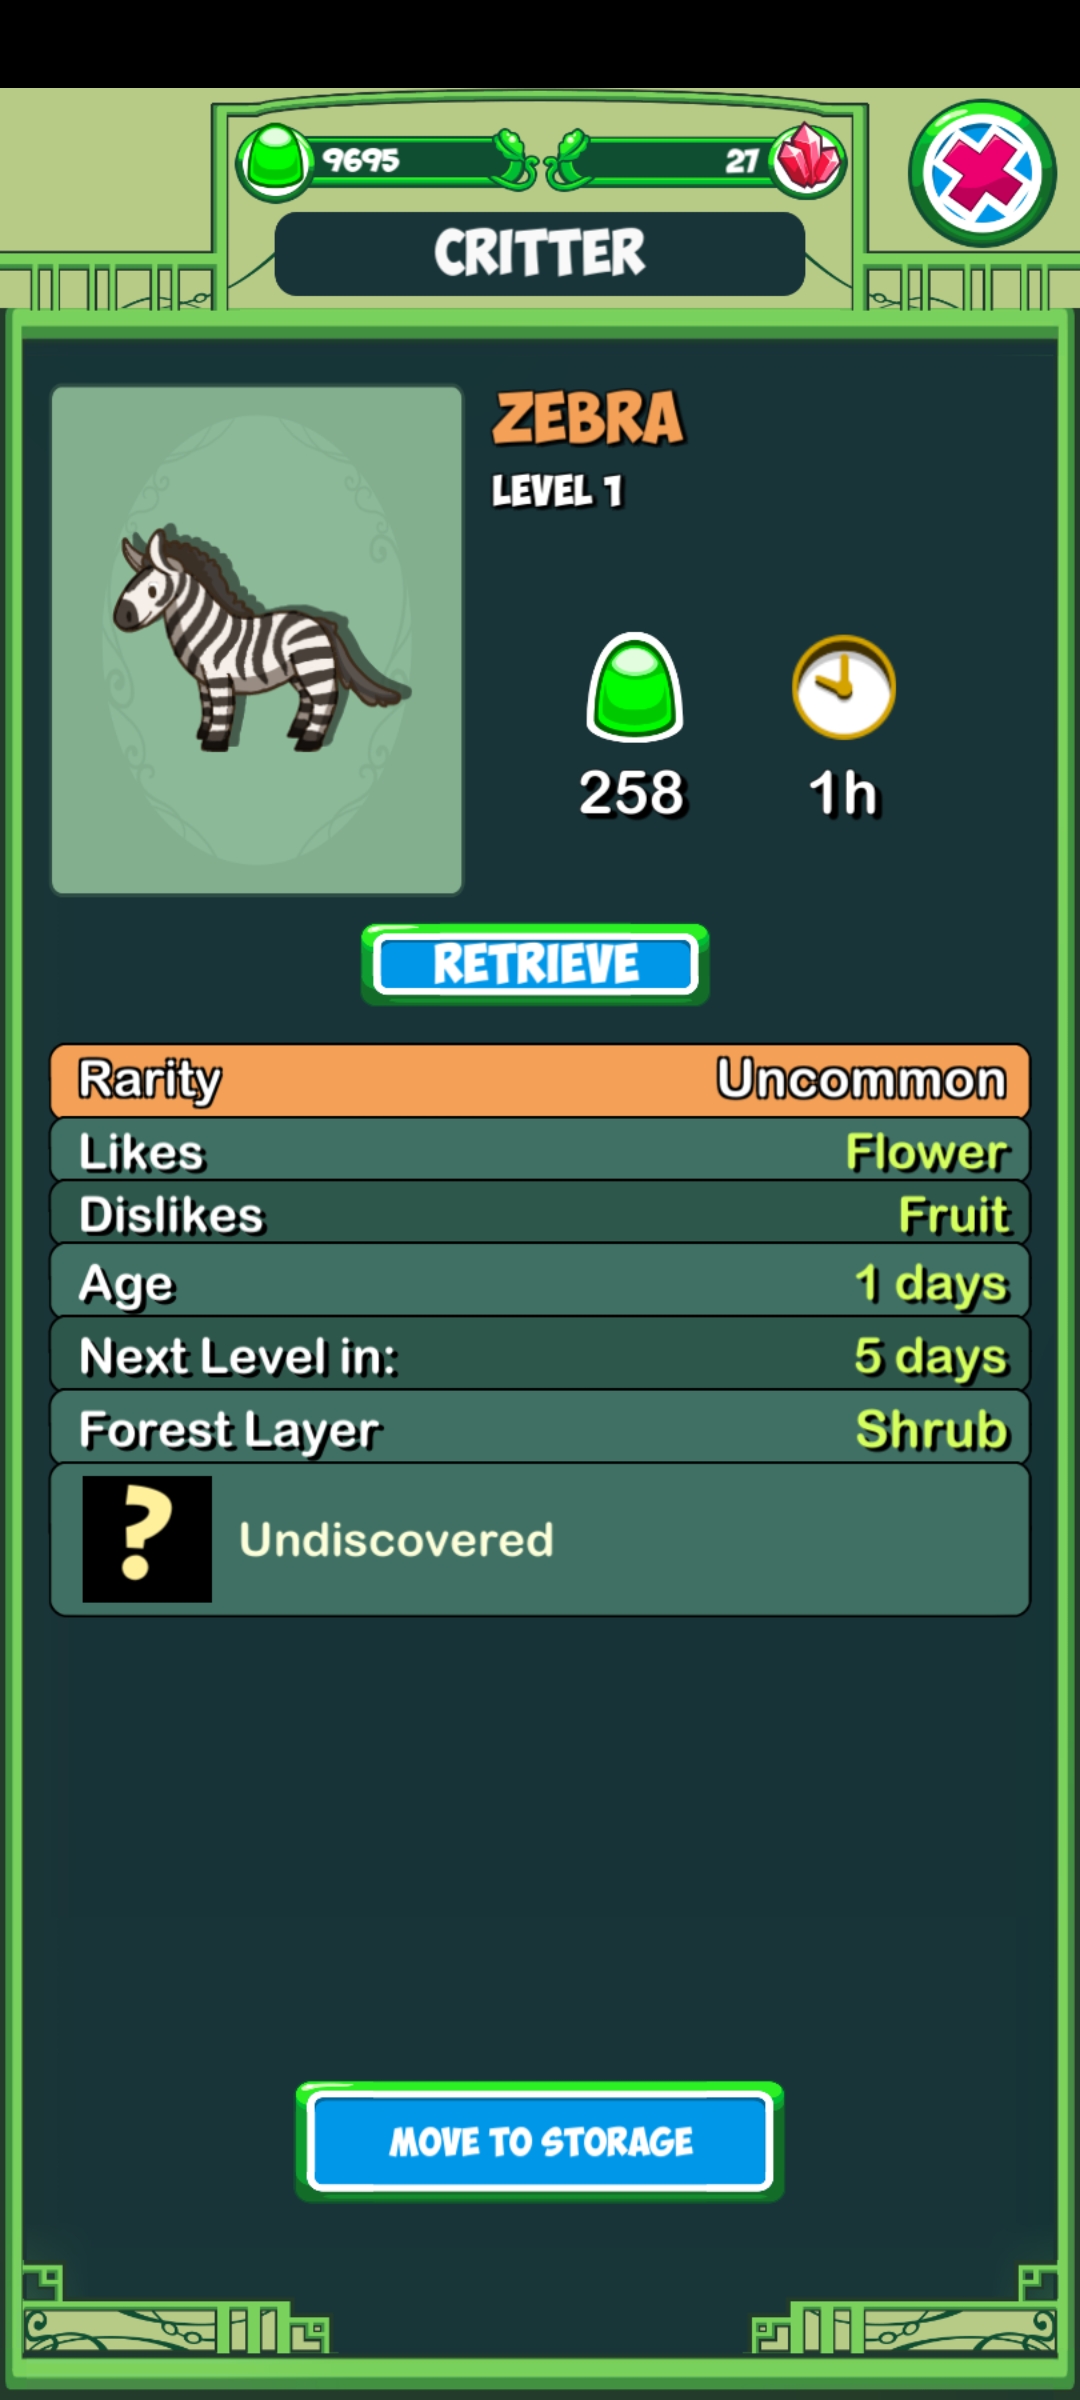 9695
27
CRITTER
ZEBRA
LEVEL 1
258
1h
RETRIEVE
Rarity Uncommon
Likes Flower
Dislikes Fruit
Age 1 days
Next Level in: 5 days
Forest Layer Shrub
? Undiscovered
MOVE TO STORAGE